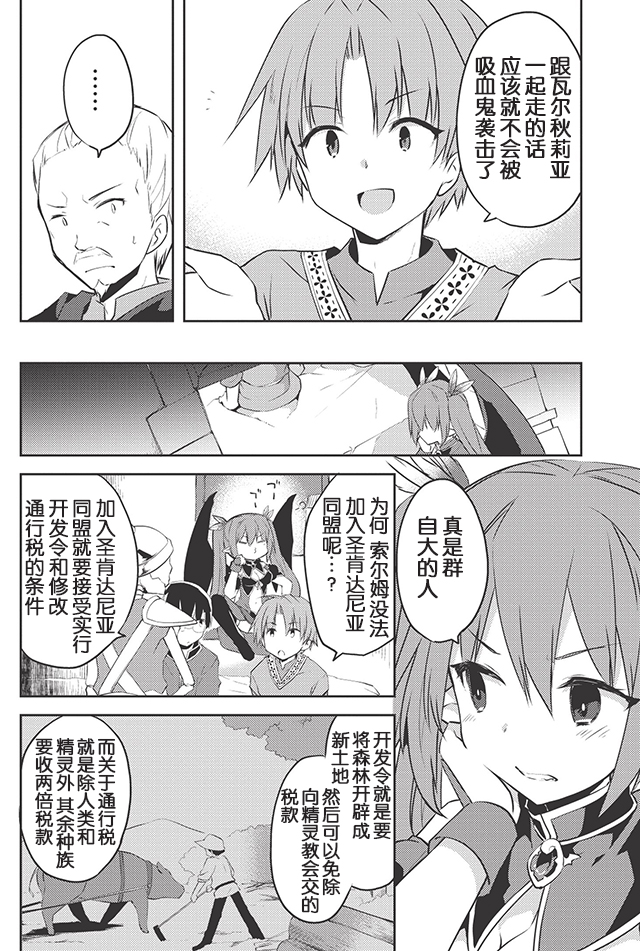 跟瓦尔秋莉亚
一起走的话
应该就不会被
吸血鬼袭击了
……
真是群
自大的人
为何 索尔姆没法
加入圣肯达尼亚
同盟呢…?
加入圣肯达尼亚
同盟就要接受实行
开发令和修改
通行税的条件
开发令就是要
将森林开辟成
新土地
然后可以免除
向精灵教会交的
税款
而关于通行税
就是除人类和
精灵外 其余种族
要收两倍税款